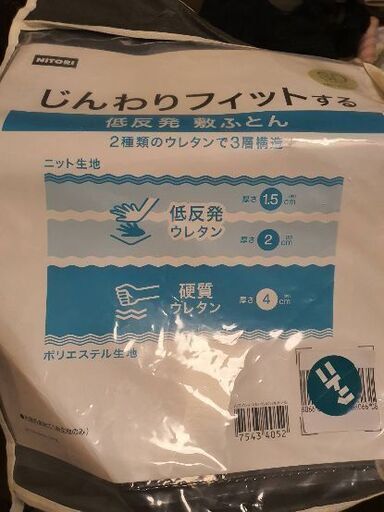 NITORI
じんわりフィットする
低反発 敷ふとん
2種類のウレタンで3層構造
ニット生地
厚さ 1.5 cm
低反発
ウレタン
厚さ 2 cm
硬質
ウレタン
厚さ 4 cm
ポリエステル生地
ニトリ
75434052